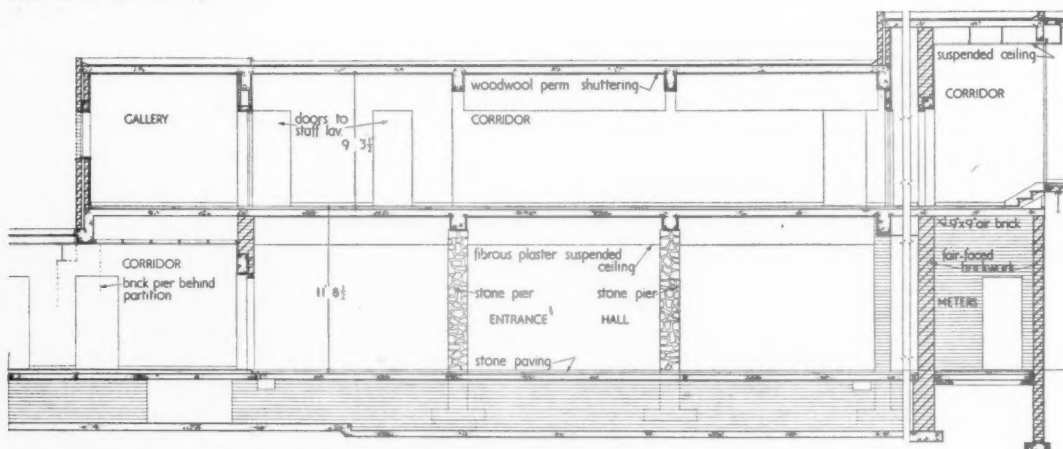 suspended ceiling
woodwool perm shuttering
CORRIDOR
GALLERY
doors to
staff lav.
CORRIDOR
9' 3½"
9"x9" air brick
fibrous plaster suspended
ceiling
fair-faced
brickwork
CORRIDOR
brick pier behind
partition
11' 8½"
stone pier
stone pier
METERS
ENTRANCE HALL
stone paving